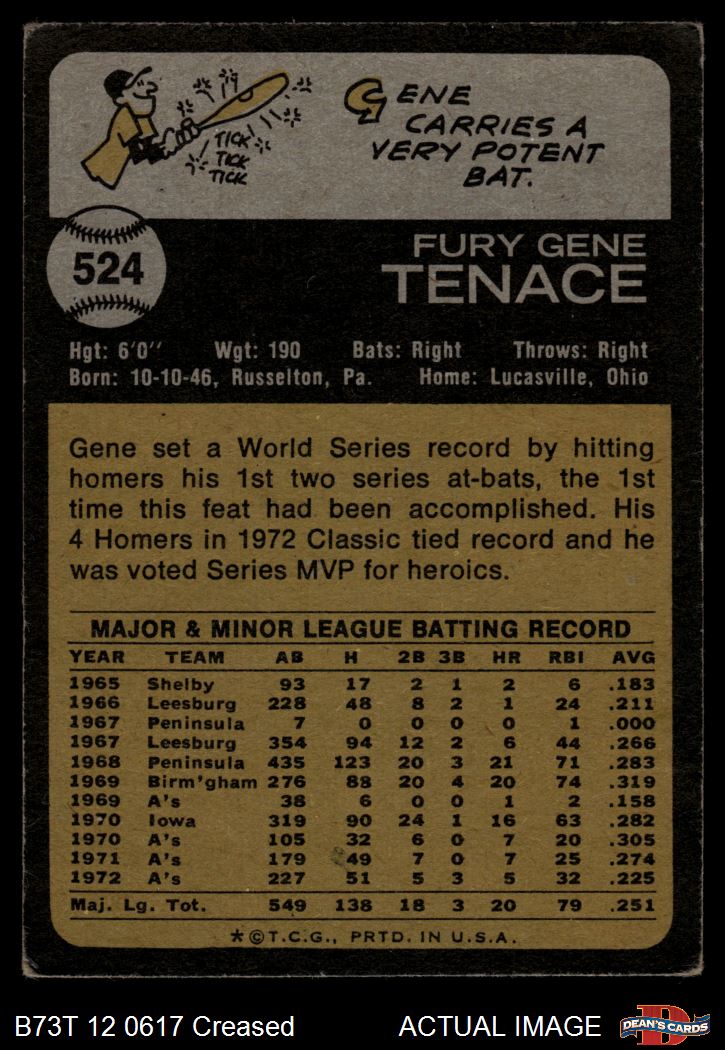 GENE
CARRIES A
VERY POTENT
BAT.
TICK
TICK
TICK
524
FURY GENE
TENACE
Hgt: 6'0" Wgt: 190 Bats: Right Throws: Right
Born: 10-10-46, Russelton, Pa. Home: Lucasville, Ohio
Gene set a World Series record by hitting
homers his 1st two series at-bats, the 1st
time this feat had been accomplished. His
4 Homers in 1972 Classic tied record and he
was voted Series MVP for heroics.
MAJOR & MINOR LEAGUE BATTING RECORD
YEAR TEAM AB H 2B 3B HR RBI AVG
1965 Shelby 93 17 2 1 2 6 .183
1966 Leesburg 228 48 8 2 1 24 .211
1967 Peninsula 7 0 0 0 0 1 .000
1967 Leesburg 354 94 12 2 6 44 .266
1968 Peninsula 435 123 20 3 21 71 .283
1969 Birm'gham 276 88 20 4 20 74 .319
1969 A's 38 6 0 0 1 2 .158
1970 Iowa 319 90 24 1 16 63 .282
1970 A's 105 32 6 0 7 20 .305
1971 A's 179 49 7 0 7 25 .274
1972 A's 227 51 5 3 5 32 .225
Maj. Lg. Tot. 549 138 18 3 20 79 .251
*©T.C.G., PRTD. IN U.S.A.
B73T 12 0617 Creased ACTUAL IMAGE
D
DEAN'S CARDS